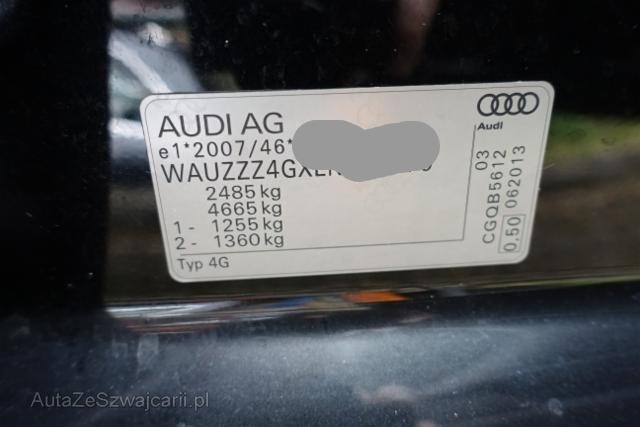 AUDI AG
e1*2007/46*
2485 kg
4665 kg
1 - 1255 kg
2 - 1360 kg
Typ 4G
Audi
03
CGQB5612
0.50 062013
AutaZeSzwajcarii.pl